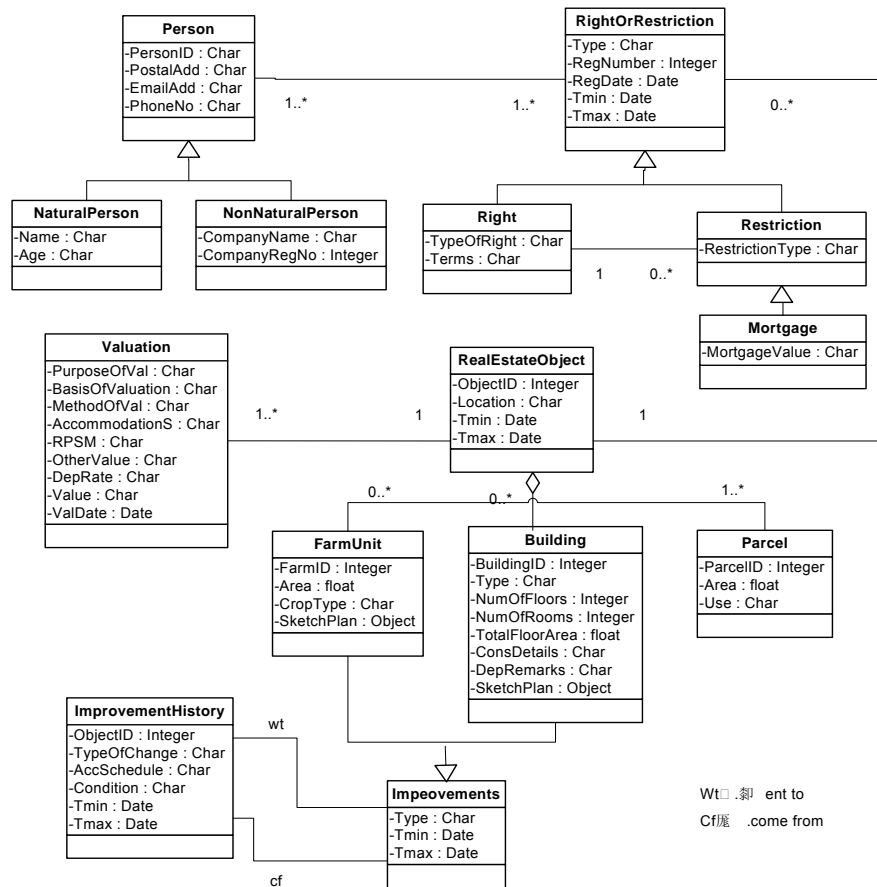 Person
-PersonID : Char
-PostalAdd : Char
-EmailAdd : Char
-PhoneNo : Char
RightOrRestriction
-Type : Char
-RegNumber : Integer
-RegDate : Date
-Tmin : Date
-Tmax : Date
1..*
1..*
0..*
NaturalPerson
-Name : Char
-Age : Char
NonNaturalPerson
-CompanyName : Char
-CompanyRegNo : Integer
Right
-TypeOfRight : Char
-Terms : Char
1
0..*
Restriction
-RestrictionType : Char
Mortgage
-MortgageValue : Char
Valuation
-PurposeOfVal : Char
-BasisOfValuation : Char
-MethodOfVal : Char
-AccommodationS : Char
-RPSM : Char
-OtherValue : Char
-DepRate : Char
-Value : Char
-ValDate : Date
1..*
1
RealEstateObject
-ObjectID : Integer
-Location : Char
-Tmin : Date
-Tmax : Date
1
0..*
0..*
1..*
FarmUnit
-FarmID : Integer
-Area : float
-CropType : Char
-SketchPlan : Object
Building
-BuildingID : Integer
-Type : Char
-NumOfFloors : Integer
-NumOfRooms : Integer
-TotalFloorArea : float
-ConsDetails : Char
-DepRemarks : Char
-SketchPlan : Object
Parcel
-ParcelID : Integer
-Area : float
-Use : Char
ImprovementHistory
-ObjectID : Integer
-TypeOfChange : Char
-AccSchedule : Char
-Condition : Char
-Tmin : Date
-Tmax : Date
wt
cf
Impeovements
-Type : Char
-Tmin : Date
-Tmax : Date
Wt . ent to
Cf .come from